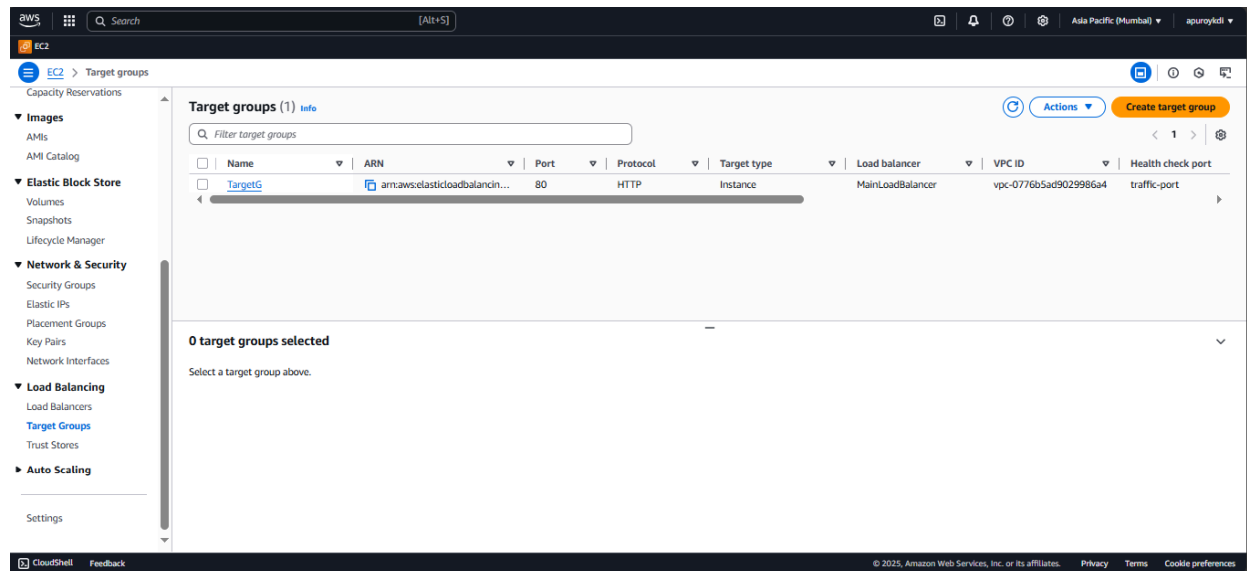 aws
Search [Alt+S] Asia Pacific (Mumbai) apuroykdi
EC2
EC2 > Target groups
Capacity Reservations
Images
AMIs
AMI Catalog
Elastic Block Store
Volumes
Snapshots
Lifecycle Manager
Network & Security
Security Groups
Elastic IPs
Placement Groups
Key Pairs
Network Interfaces
Load Balancing
Load Balancers
Target Groups
Trust Stores
Auto Scaling
Settings
Target groups (1) Info Actions Create target group
Filter target groups < 1 >
Name ARN Port Protocol Target type Load balancer VPC ID Health check port
TargetG arn:aws:elasticloadbalancin... 80 HTTP Instance MainLoadBalancer vpc-0776b5ad9029986a4 traffic-port
0 target groups selected
Select a target group above.
CloudShell Feedback © 2025, Amazon Web Services, Inc. or its affiliates. Privacy Terms Cookie preferences